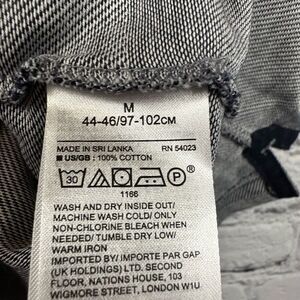 M
44-46/97-102CM
MADE IN SRI LANKA RN 54023
US/GB : 100% COTTON
30 P
1166
WASH AND DRY INSIDE OUT/
MACHINE WASH COLD/ ONLY
NON-CHLORINE BLEACH WHEN
NEEDED/ TUMBLE DRY LOW/
WARM IRON
IMPORTED BY/ IMPORTE PAR GAP
(UK HOLDINGS) LTD. SECOND
FLOOR, NATIONS HOUSE, 103
WIGMORE STREET, LONDON W1U